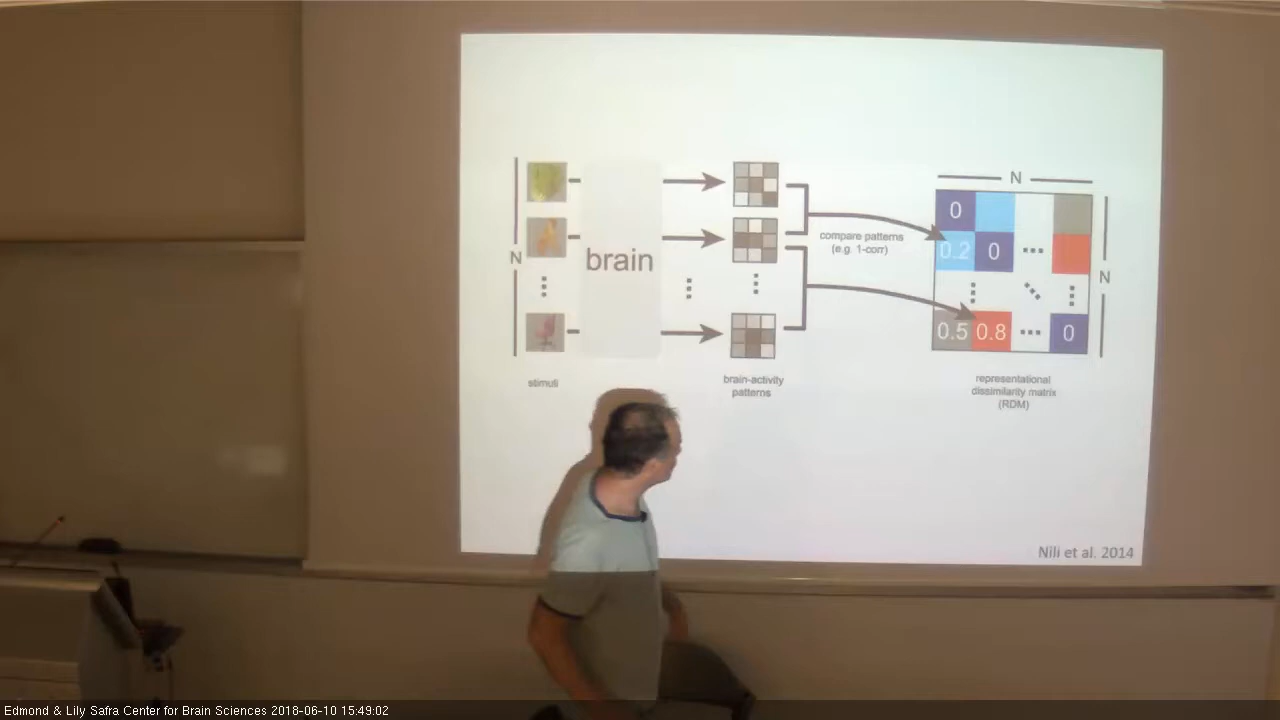 N
0
compare patterns
(e.g. 1-corr)
0.2
0
N
brain
N
0.5
0.8
0
stimuli
brain-activity
patterns
representational
dissimilarity matrix
(RDM)
Nili et al. 2014
Edmond & Lily Safra Center for Brain Sciences 2018-06-10 15:49:02